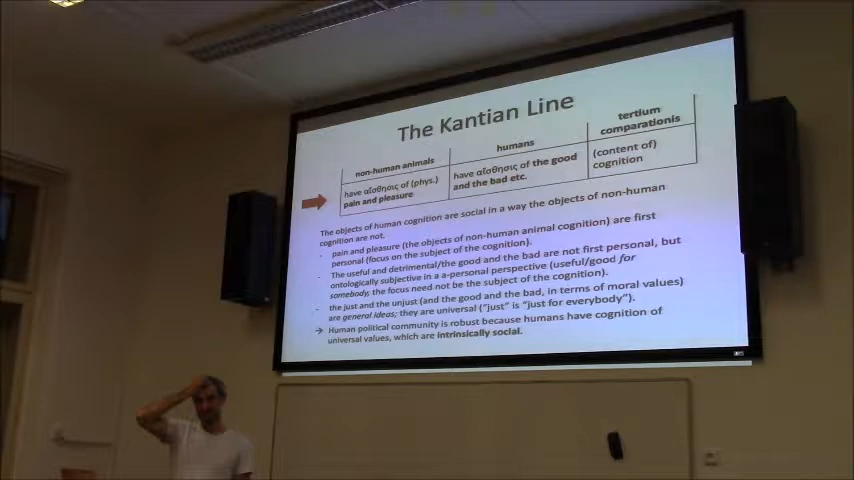 The Kantian Line
non-human animals humans tertium comparationis
have αἴσθησις of (phys.) pain and pleasure have αἴσθησις of the good and the bad etc. (content of) cognition
The objects of human cognition are social in a way the objects of non-human
cognition are not.
- pain and pleasure (the objects of non-human animal cognition) are first
personal (focus on the subject of the cognition).
- The useful and detrimental/the good and the bad are not first personal, but
ontologically subjective in a a-personal perspective (useful/good for
somebody, the focus need not be the subject of the cognition).
- the just and the unjust (and the good and the bad, in terms of moral values)
are general ideas; they are universal ("just" is "just for everybody").
→ Human political community is robust because humans have cognition of
universal values, which are intrinsically social.